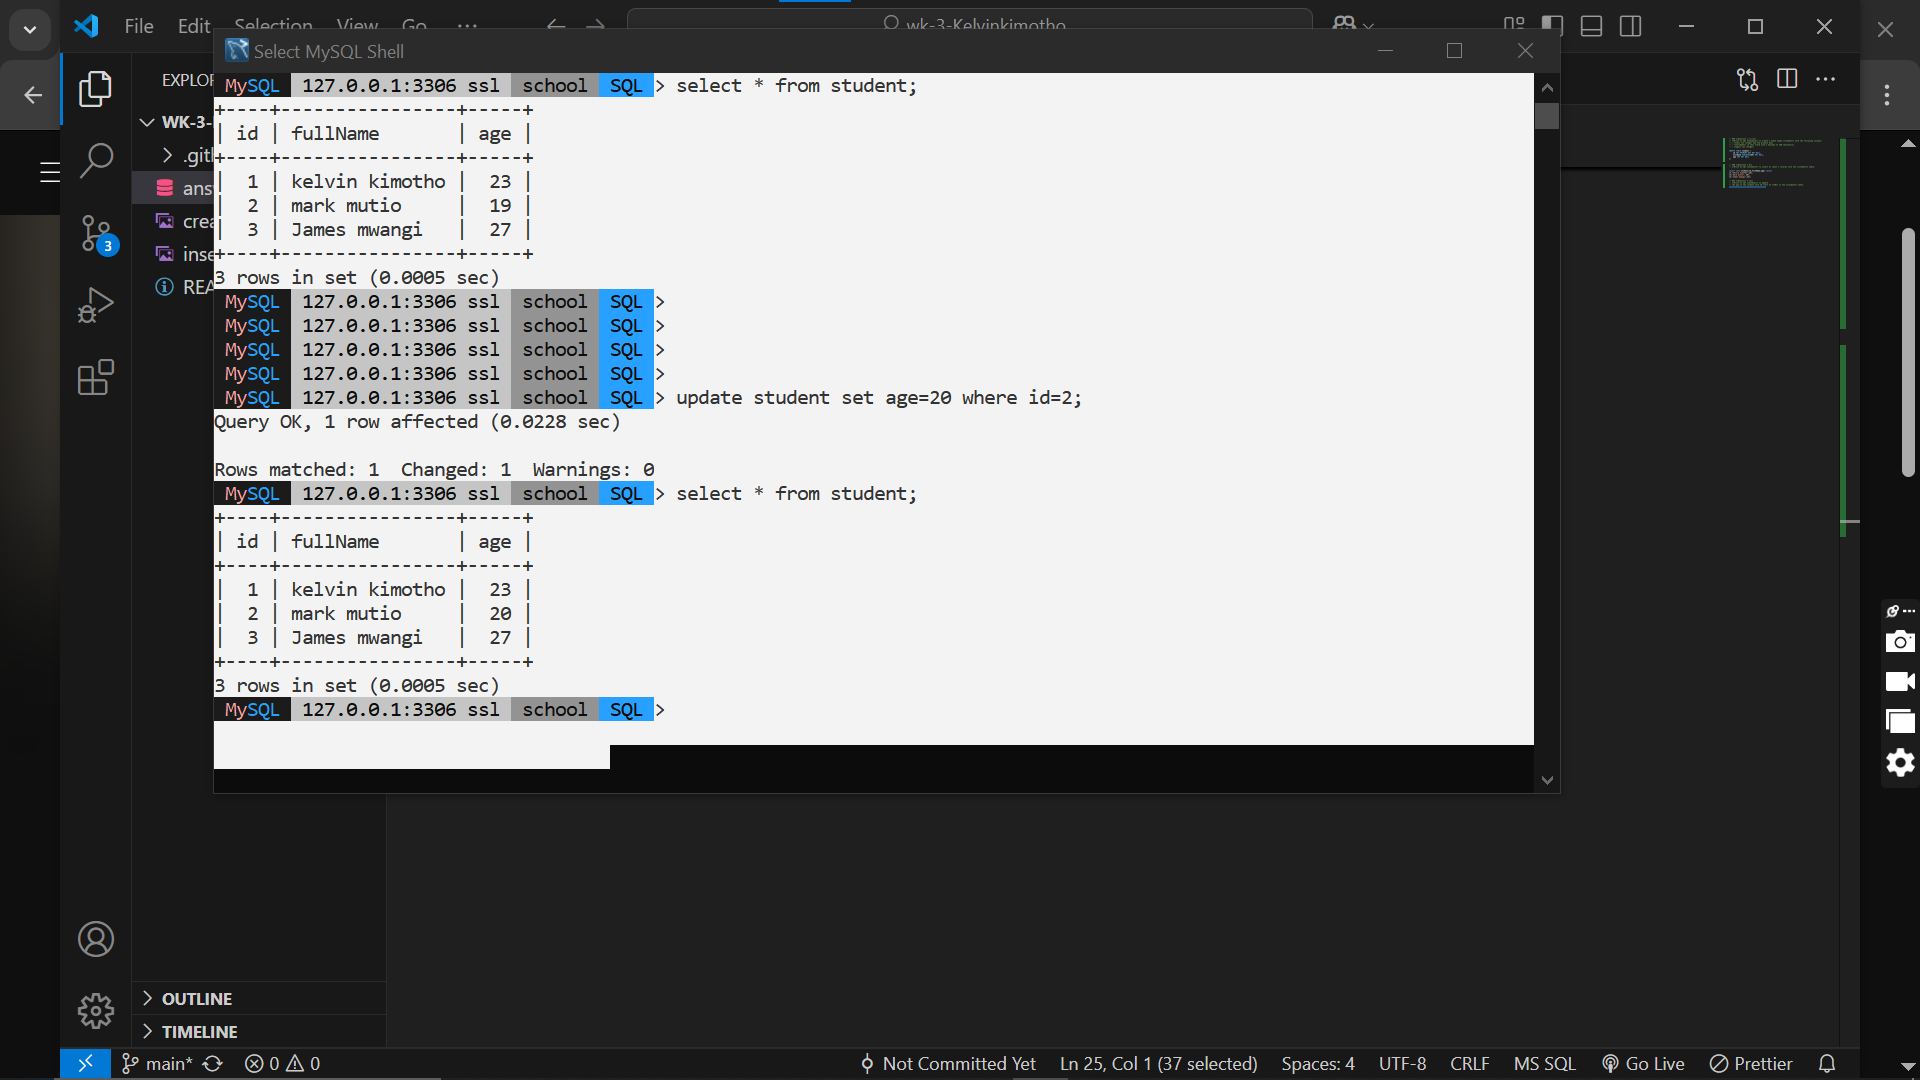 File Edit Selection View Go ...
wk-3-Kelvinkimotho
Select MySQL Shell
EXPLOR
WK-3-
.gitl
ans
crea
inse
REA
3
MySQL 127.0.0.1:3306 ssl school SQL > select * from student;
+----+----------------+-----+
| id | fullName       | age |
+----+----------------+-----+
|  1 | kelvin kimotho |  23 |
|  2 | mark mutio     |  19 |
|  3 | James mwangi   |  27 |
+----+----------------+-----+
3 rows in set (0.0005 sec)
MySQL 127.0.0.1:3306 ssl school SQL >
MySQL 127.0.0.1:3306 ssl school SQL >
MySQL 127.0.0.1:3306 ssl school SQL >
MySQL 127.0.0.1:3306 ssl school SQL >
MySQL 127.0.0.1:3306 ssl school SQL > update student set age=20 where id=2;
Query OK, 1 row affected (0.0228 sec)
Rows matched: 1  Changed: 1  Warnings: 0
MySQL 127.0.0.1:3306 ssl school SQL > select * from student;
+----+----------------+-----+
| id | fullName       | age |
+----+----------------+-----+
|  1 | kelvin kimotho |  23 |
|  2 | mark mutio     |  20 |
|  3 | James mwangi   |  27 |
+----+----------------+-----+
3 rows in set (0.0005 sec)
MySQL 127.0.0.1:3306 ssl school SQL >
OUTLINE
TIMELINE
main* 0 0 Not Committed Yet Ln 25, Col 1 (37 selected) Spaces: 4 UTF-8 CRLF MS SQL Go Live Prettier